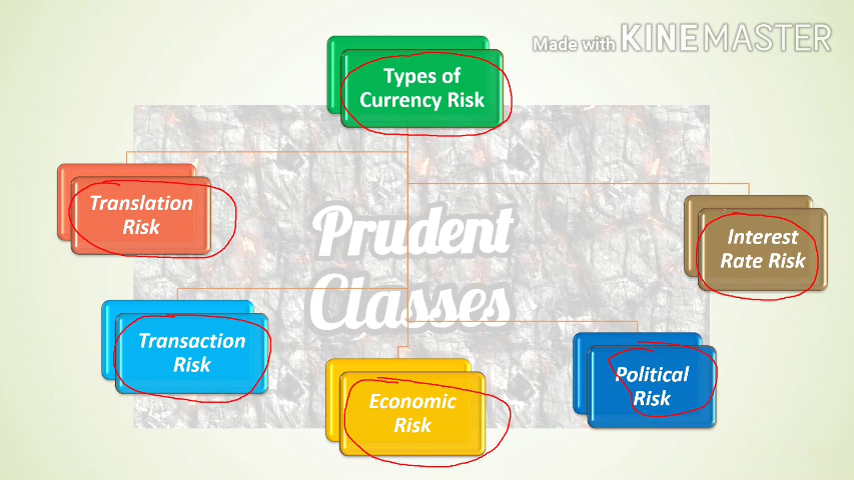 Made with KINEMASTER
Types of
Currency Risk
Translation
Risk
Interest
Rate Risk
Prudent
Classes
Transaction
Risk
Political
Risk
Economic
Risk